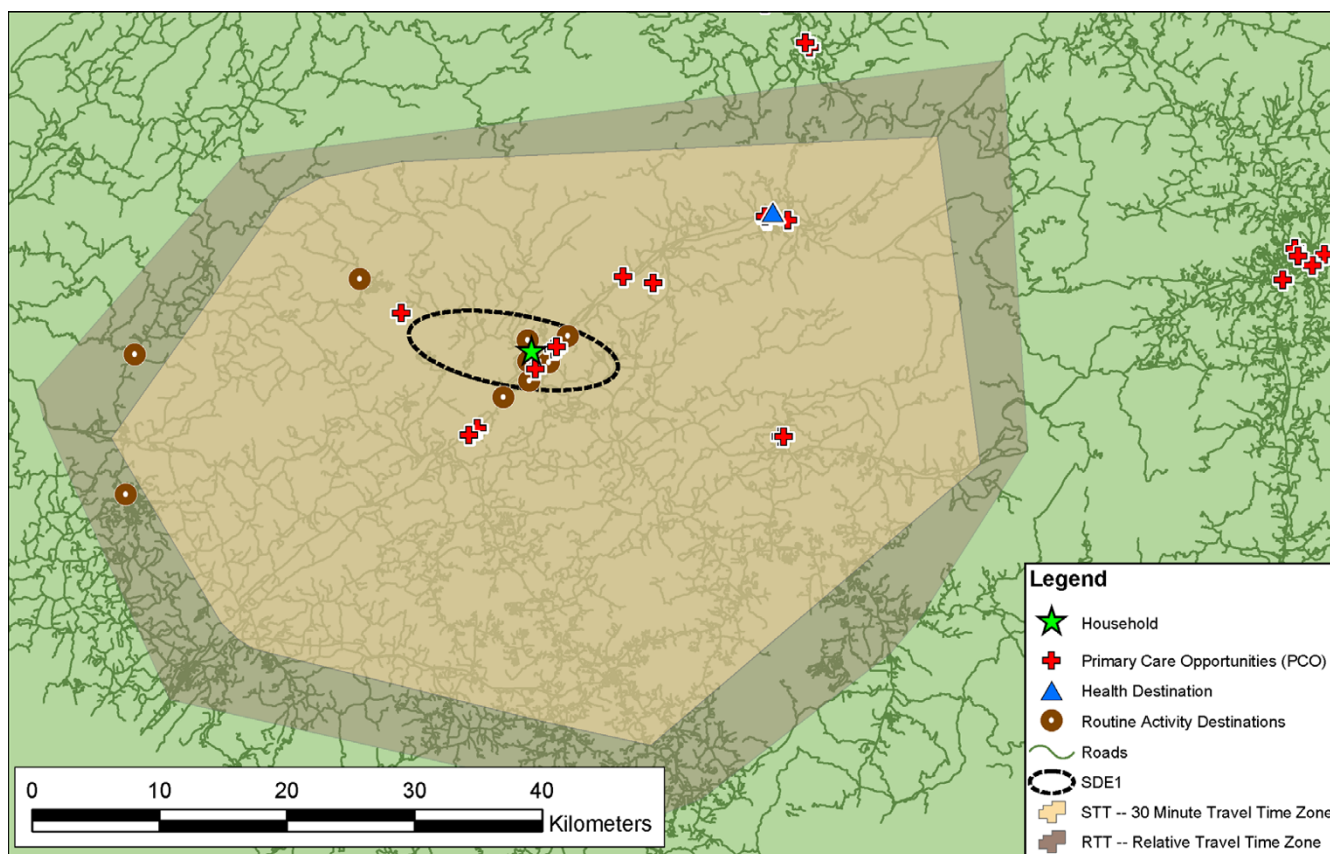 Legend
Household
Primary Care Opportunities (PCO)
Health Destination
Routine Activity Destinations
Roads
SDE1
STT -- 30 Minute Travel Time Zone
RTT -- Relative Travel Time Zone
0 10 20 30 40
Kilometers